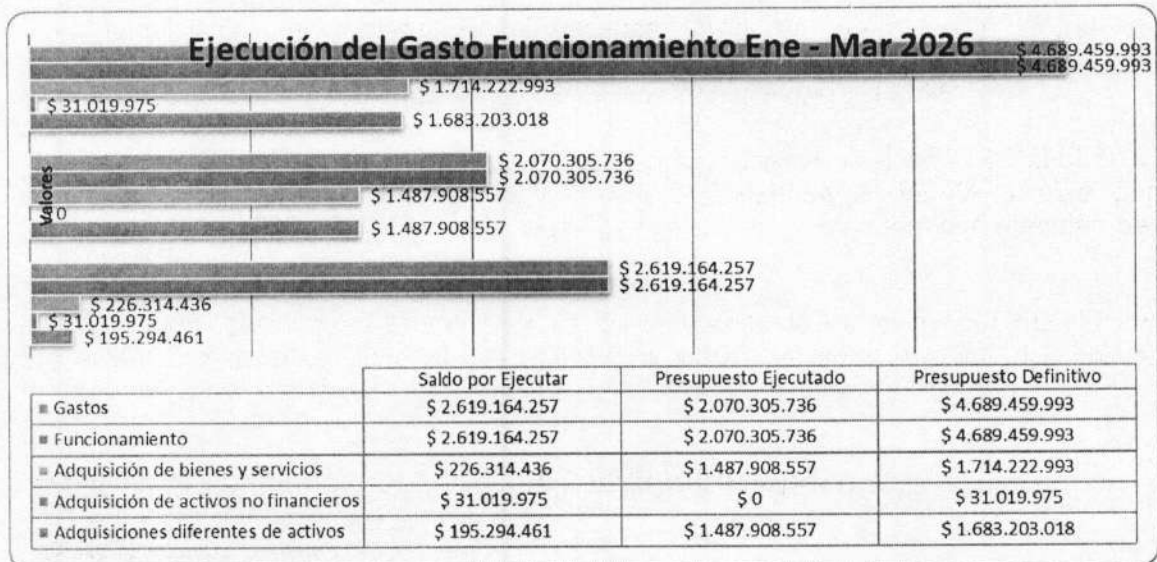 Ejecución del Gasto Funcionamiento Ene - Mar 2026
$ 4.689.459.993
$ 4.689.459.993
$ 1.714.222.993
$ 31.019.975
$ 1.683.203.018
$ 2.070.305.736
$ 2.070.305.736
$ 1.487.908.557
$ 0
$ 1.487.908.557
Valores
$ 2.619.164.257
$ 2.619.164.257
$ 226.314.436
$ 31.019.975
$ 195.294.461
Saldo por Ejecutar Presupuesto Ejecutado Presupuesto Definitivo
Gastos $ 2.619.164.257 $ 2.070.305.736 $ 4.689.459.993
Funcionamiento $ 2.619.164.257 $ 2.070.305.736 $ 4.689.459.993
Adquisición de bienes y servicios $ 226.314.436 $ 1.487.908.557 $ 1.714.222.993
Adquisición de activos no financieros $ 31.019.975 $ 0 $ 31.019.975
Adquisiciones diferentes de activos $ 195.294.461 $ 1.487.908.557 $ 1.683.203.018